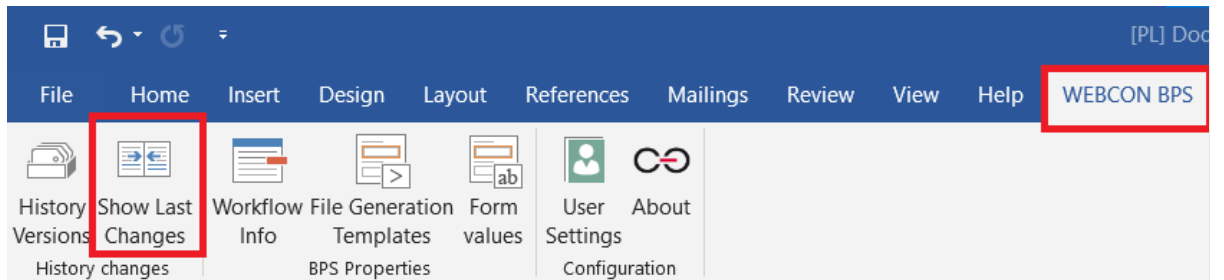 [PL] Doc
File Home Insert Design Layout References Mailings Review View Help WEBCON BPS
ab
History Show Last Workflow File Generation Form User About
Versions Changes Info Templates values Settings
History changes BPS Properties Configuration